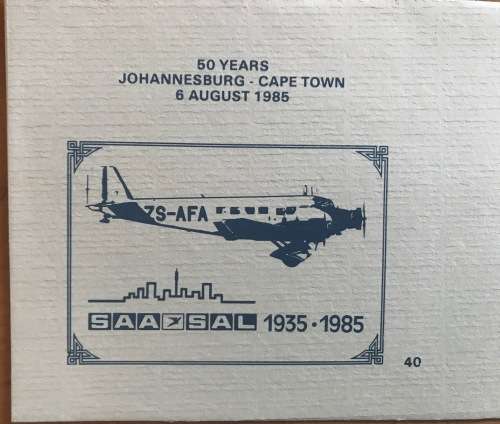 50 YEARS
JOHANNESBURG - CAPE TOWN
6 AUGUST 1985
ZS-AFA
SAA SAL 1935 • 1985
40